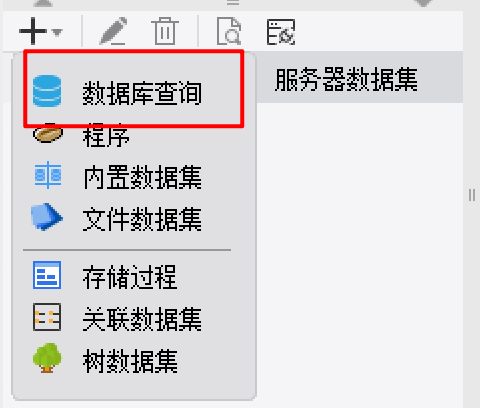 服务器数据集
数据库查询
程序
内置数据集
文件数据集
存储过程
关联数据集
树数据集